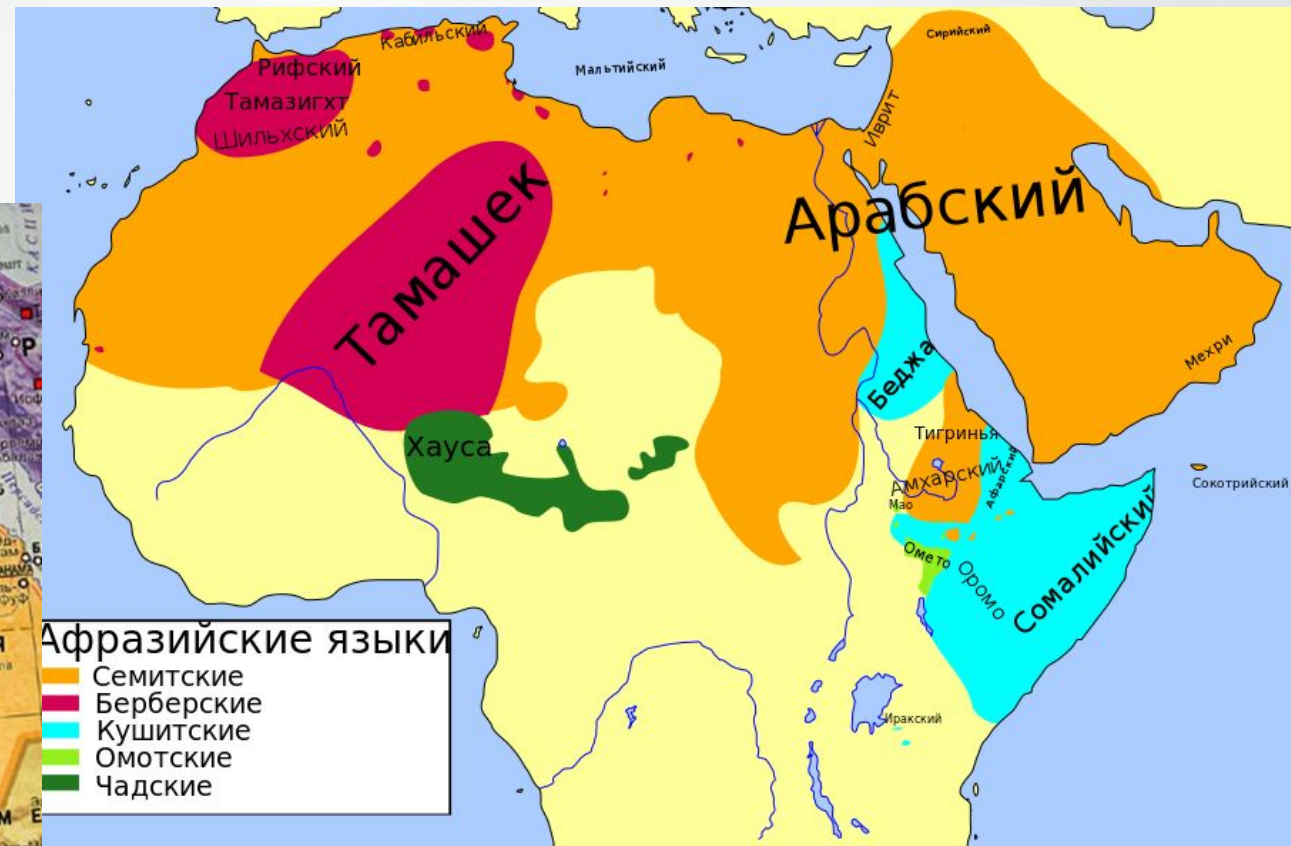 Кабильский
Рифский
Тамазигхт
Шильхский
Мальтийский
Сирийский
Иврит
Арабский
Тамашек
Мехри
Беджа
Хауса
Тигринья
Амхарский
Афарский
Мао
Сокотрийский
Омето
Оромо
Сомалийский
Иракский
Афразийские языки
Семитские
Берберские
Кушитские
Омотские
Чадские